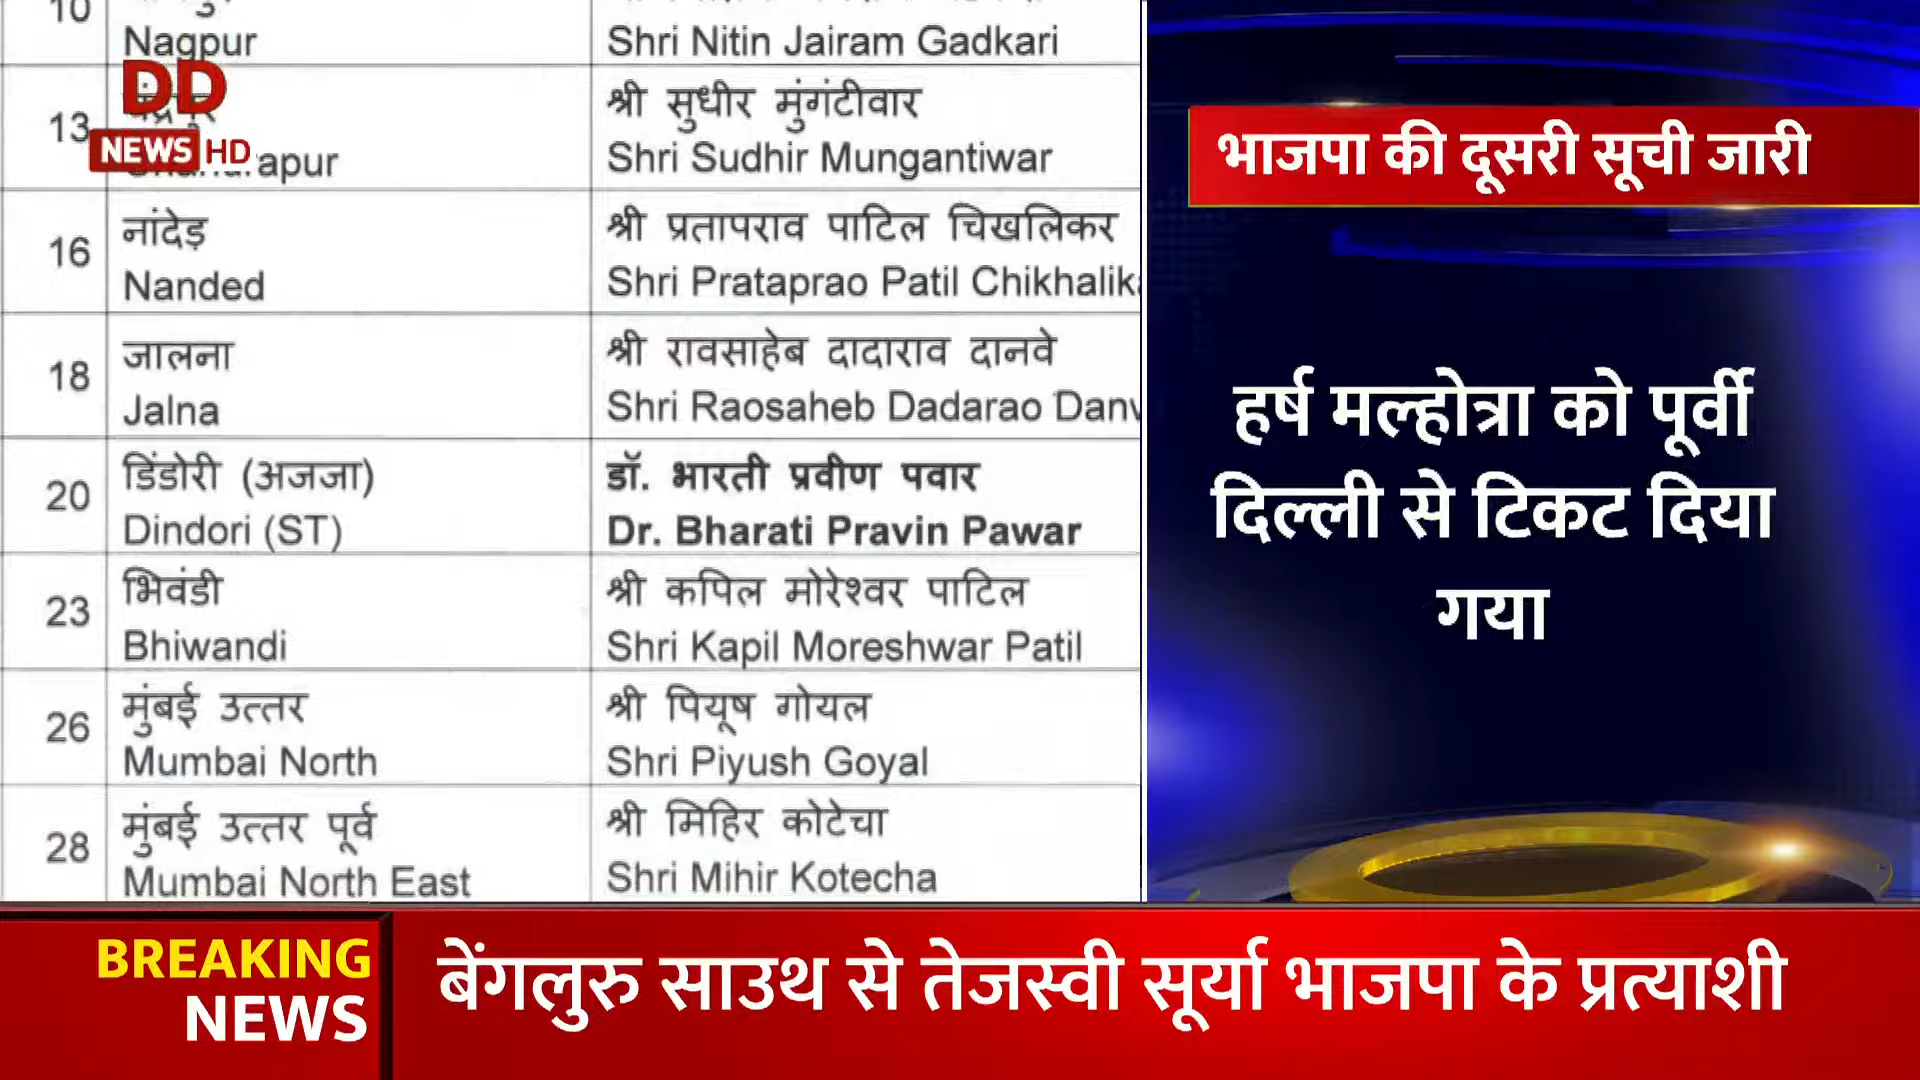 10
Nagpur
Shri Nitin Jairam Gadkari
DD
NEWS HD
13
श्री सुधीर मुंगंटीवार
Shri Sudhir Mungantiwar
16
नांदेड़
Nanded
श्री प्रतापराव पाटिल चिखलिकर
Shri Prataprao Patil Chikhalik
18
जालना
Jalna
श्री रावसाहेब दादाराव दानवे
Shri Raosaheb Dadarao Danv
20
डिंडोरी (अजजा)
Dindori (ST)
डॉ. भारती प्रवीण पवार
Dr. Bharati Pravin Pawar
23
भिवंडी
Bhiwandi
श्री कपिल मोरेश्वर पाटिल
Shri Kapil Moreshwar Patil
26
मुंबई उत्तर
Mumbai North
श्री पियूष गोयल
Shri Piyush Goyal
28
मुंबई उत्तर पूर्व
Mumbai North East
श्री मिहिर कोटेचा
Shri Mihir Kotecha
भाजपा की दूसरी सूची जारी
हर्ष मल्होत्रा को पूर्वी
दिल्ली से टिकट दिया
गया
BREAKING
NEWS
बेंगलुरु साउथ से तेजस्वी सूर्या भाजपा के प्रत्याशी